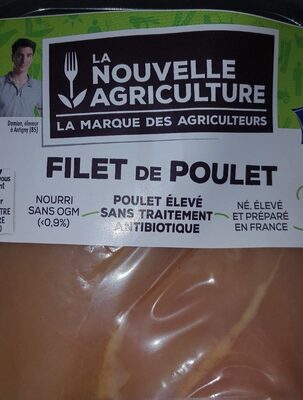 LA
NOUVELLE
AGRICULTURE
LA MARQUE DES AGRICULTEURS
Damien, éleveur
à Antigny (85)
FILET DE POULET
NOURRI
SANS OGM
(<0,9%)
POULET ÉLEVÉ
SANS TRAITEMENT
ANTIBIOTIQUE
NÉ, ÉLEVÉ
ET PRÉPARÉ
EN FRANCE